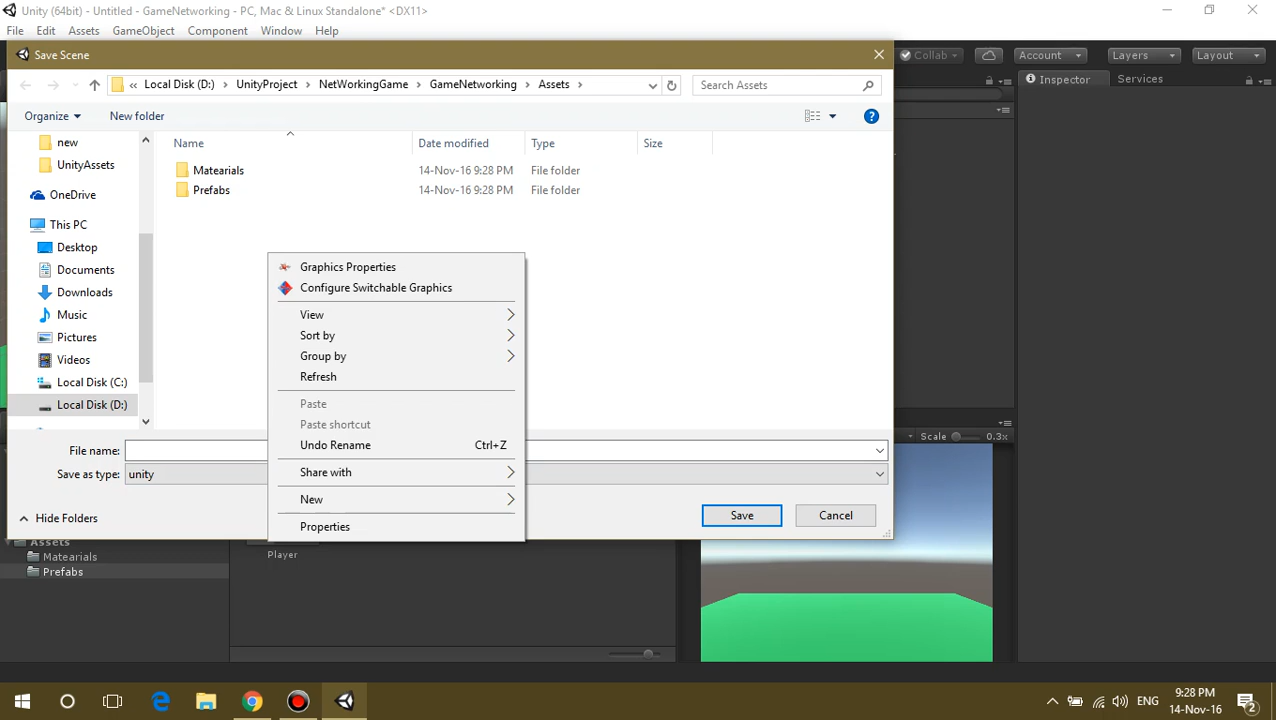 Unity (64bit) - Untitled - GameNetworking - PC, Mac & Linux Standalone* <DX11>
File Edit Assets GameObject Component Window Help
Save Scene
Collab Account Layers Layout
« Local Disk (D:) UnityProject NetWorkingGame GameNetworking Assets
Search Assets
Inspector Services
Organize New folder
Name Date modified Type Size
new
UnityAssets
OneDrive
This PC
Desktop
Documents
Downloads
Music
Pictures
Videos
Local Disk (C:)
Local Disk (D:)
Matearials 14-Nov-16 9:28 PM File folder
Prefabs 14-Nov-16 9:28 PM File folder
Graphics Properties
Configure Switchable Graphics
View
Sort by
Group by
Refresh
Paste
Paste shortcut
Undo Rename Ctrl+Z
Share with
New
Properties
Scale 0.3x
File name:
Save as type: unity
Hide Folders
Save Cancel
Assets
Matearials
Prefabs
Player
ENG
9:28 PM
14-Nov-16
2